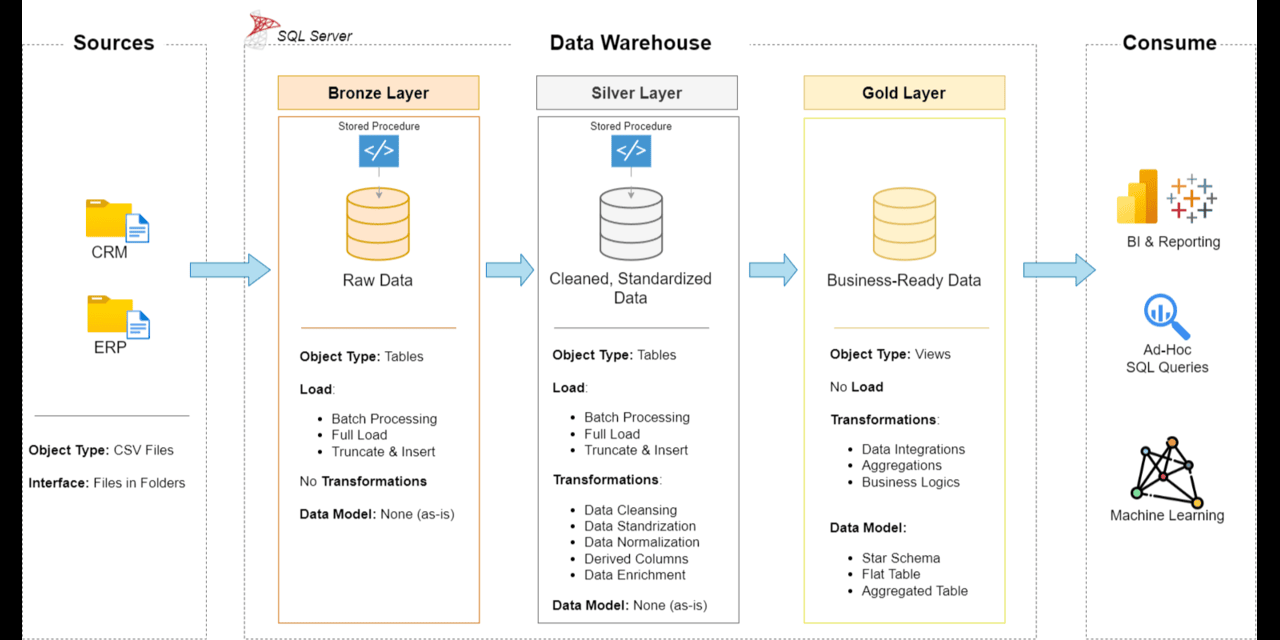 Sources
CRM
ERP
Object Type: CSV Files
Interface: Files in Folders
SQL Server
Data Warehouse
Bronze Layer
Stored Procedure
Raw Data
Object Type: Tables
Load:
Batch Processing
Full Load
Truncate & Insert
No Transformations
Data Model: None (as-is)
Silver Layer
Stored Procedure
Cleaned, Standardized
Data
Object Type: Tables
Load:
Batch Processing
Full Load
Truncate & Insert
Transformations:
Data Cleansing
Data Standrization
Data Normalization
Derived Columns
Data Enrichment
Data Model: None (as-is)
Gold Layer
Business-Ready Data
Object Type: Views
No Load
Transformations:
Data Integrations
Aggregations
Business Logics
Data Model:
Star Schema
Flat Table
Aggregated Table
Consume
BI & Reporting
Ad-Hoc
SQL Queries
Machine Learning